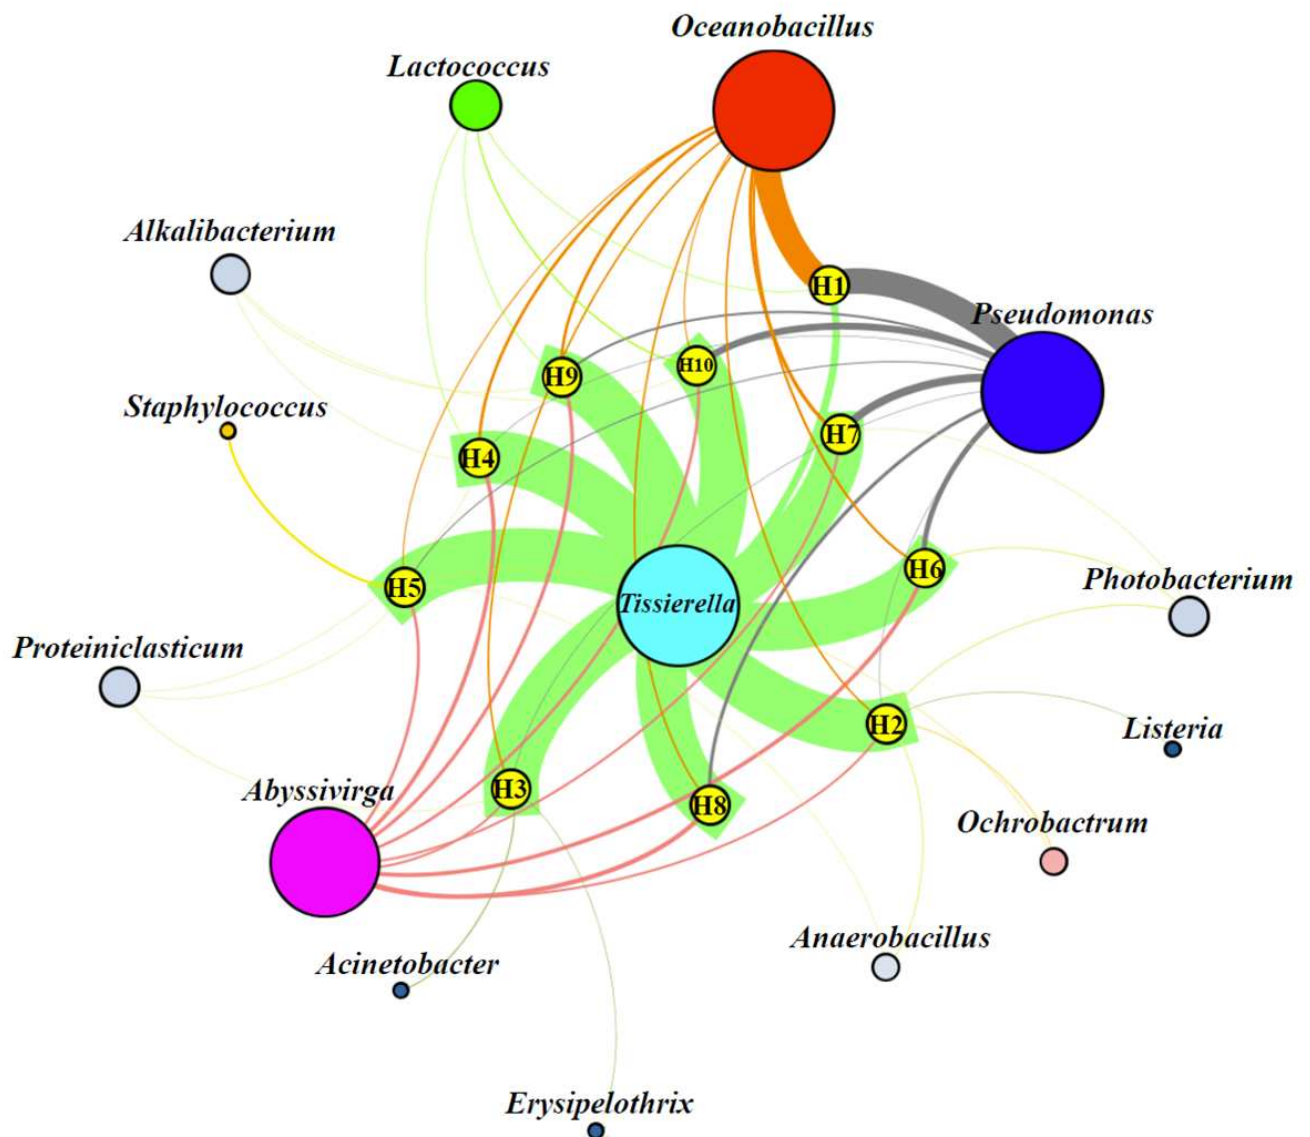 Oceanobacillus
Lactococcus
Alkalibacterium
H1
Pseudomonas
H10
H9
Staphylococcus
H7
H4
H6
Photobacterium
H5
Tissierella
Proteiniclasticum
H2
Listeria
Abyssivirga
H3
H8
Ochrobactrum
Anaerobacillus
Acinetobacter
Erysipelothrix